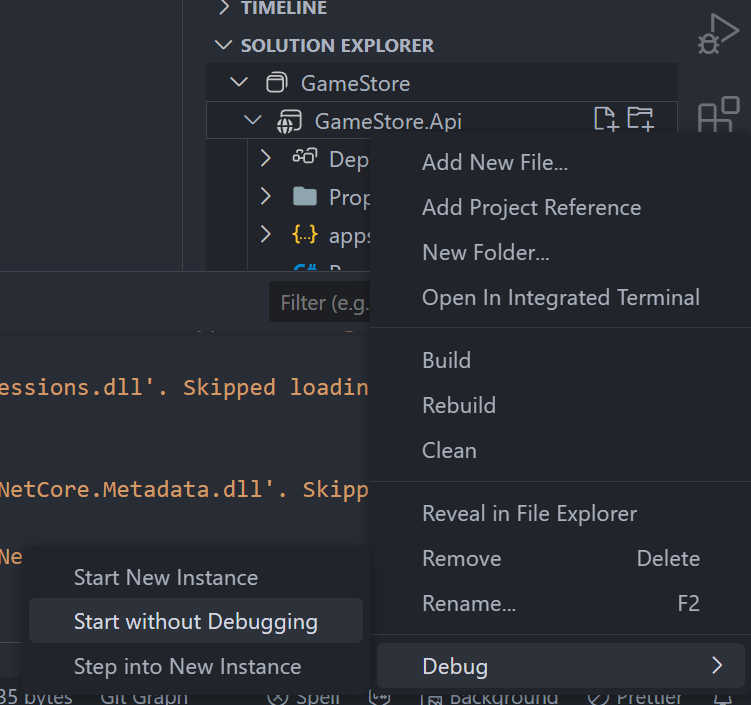 TIMELINE
SOLUTION EXPLORER
GameStore
GameStore.Api
Dep
Prop
apps
Filter (e.g.
essions.dll'. Skipped loadin
NetCore.Metadata.dll'. Skipp
Ne
Add New File...
Add Project Reference
New Folder...
Open In Integrated Terminal
Build
Rebuild
Clean
Reveal in File Explorer
Remove Delete
Rename... F2
Debug
Start New Instance
Start without Debugging
Step into New Instance
35 bytes Git Graph Spell Background Prettier